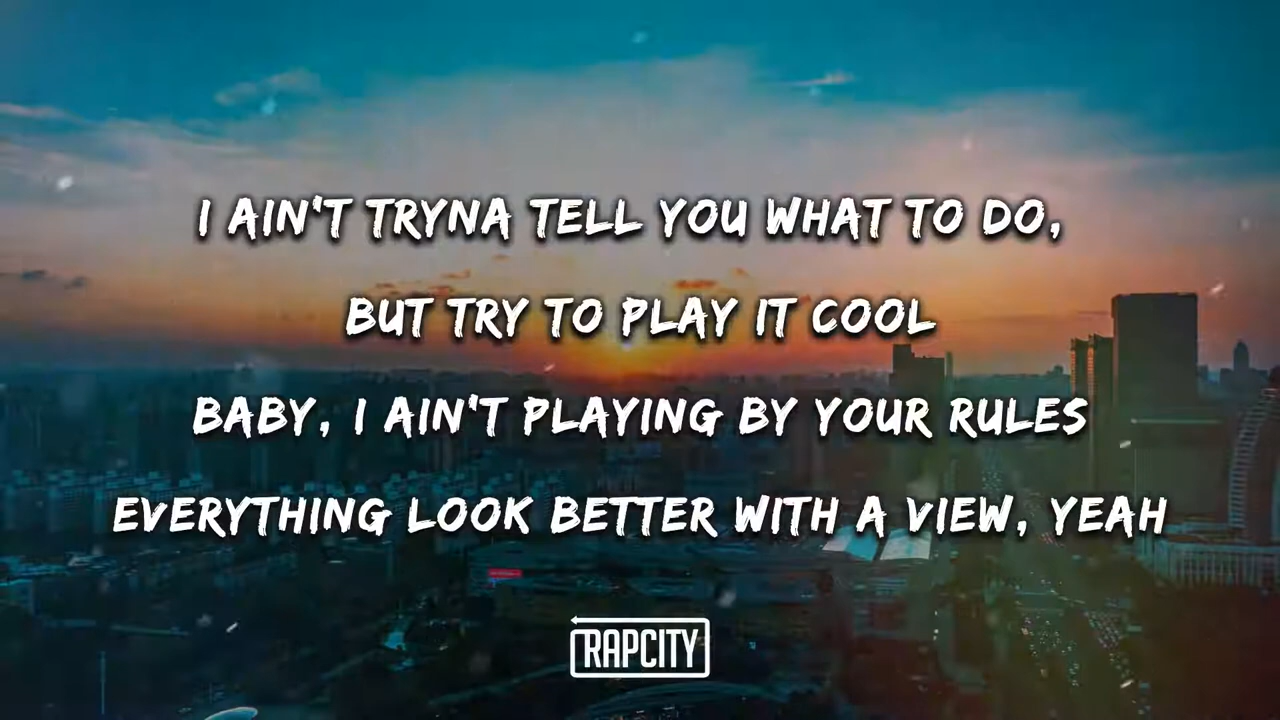 I AIN'T TRYNA TELL YOU WHAT TO DO,
BUT TRY TO PLAY IT COOL
BABY, I AIN'T PLAYING BY YOUR RULES
EVERYTHING LOOK BETTER WITH A VIEW, YEAH
RAPCITY